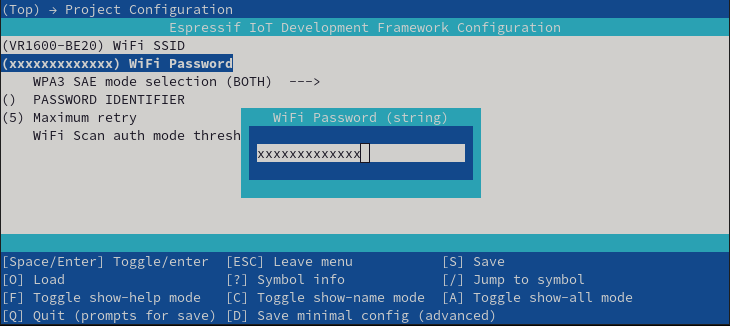 (Top) → Project Configuration
Espressif IoT Development Framework Configuration
(VR1600-BE20) WiFi SSID
(xxxxxxxxxxxxx) WiFi Password
WPA3 SAE mode selection (BOTH)  --->
()  PASSWORD IDENTIFIER
(5) Maximum retry
WiFi Scan auth mode thresh
WiFi Password (string)
xxxxxxxxxxxxx
[Space/Enter] Toggle/enter  [ESC] Leave menu  [S] Save
[O] Load  [?] Symbol info  [/] Jump to symbol
[F] Toggle show-help mode  [C] Toggle show-name mode  [A] Toggle show-all mode
[Q] Quit (prompts for save)  [D] Save minimal config (advanced)